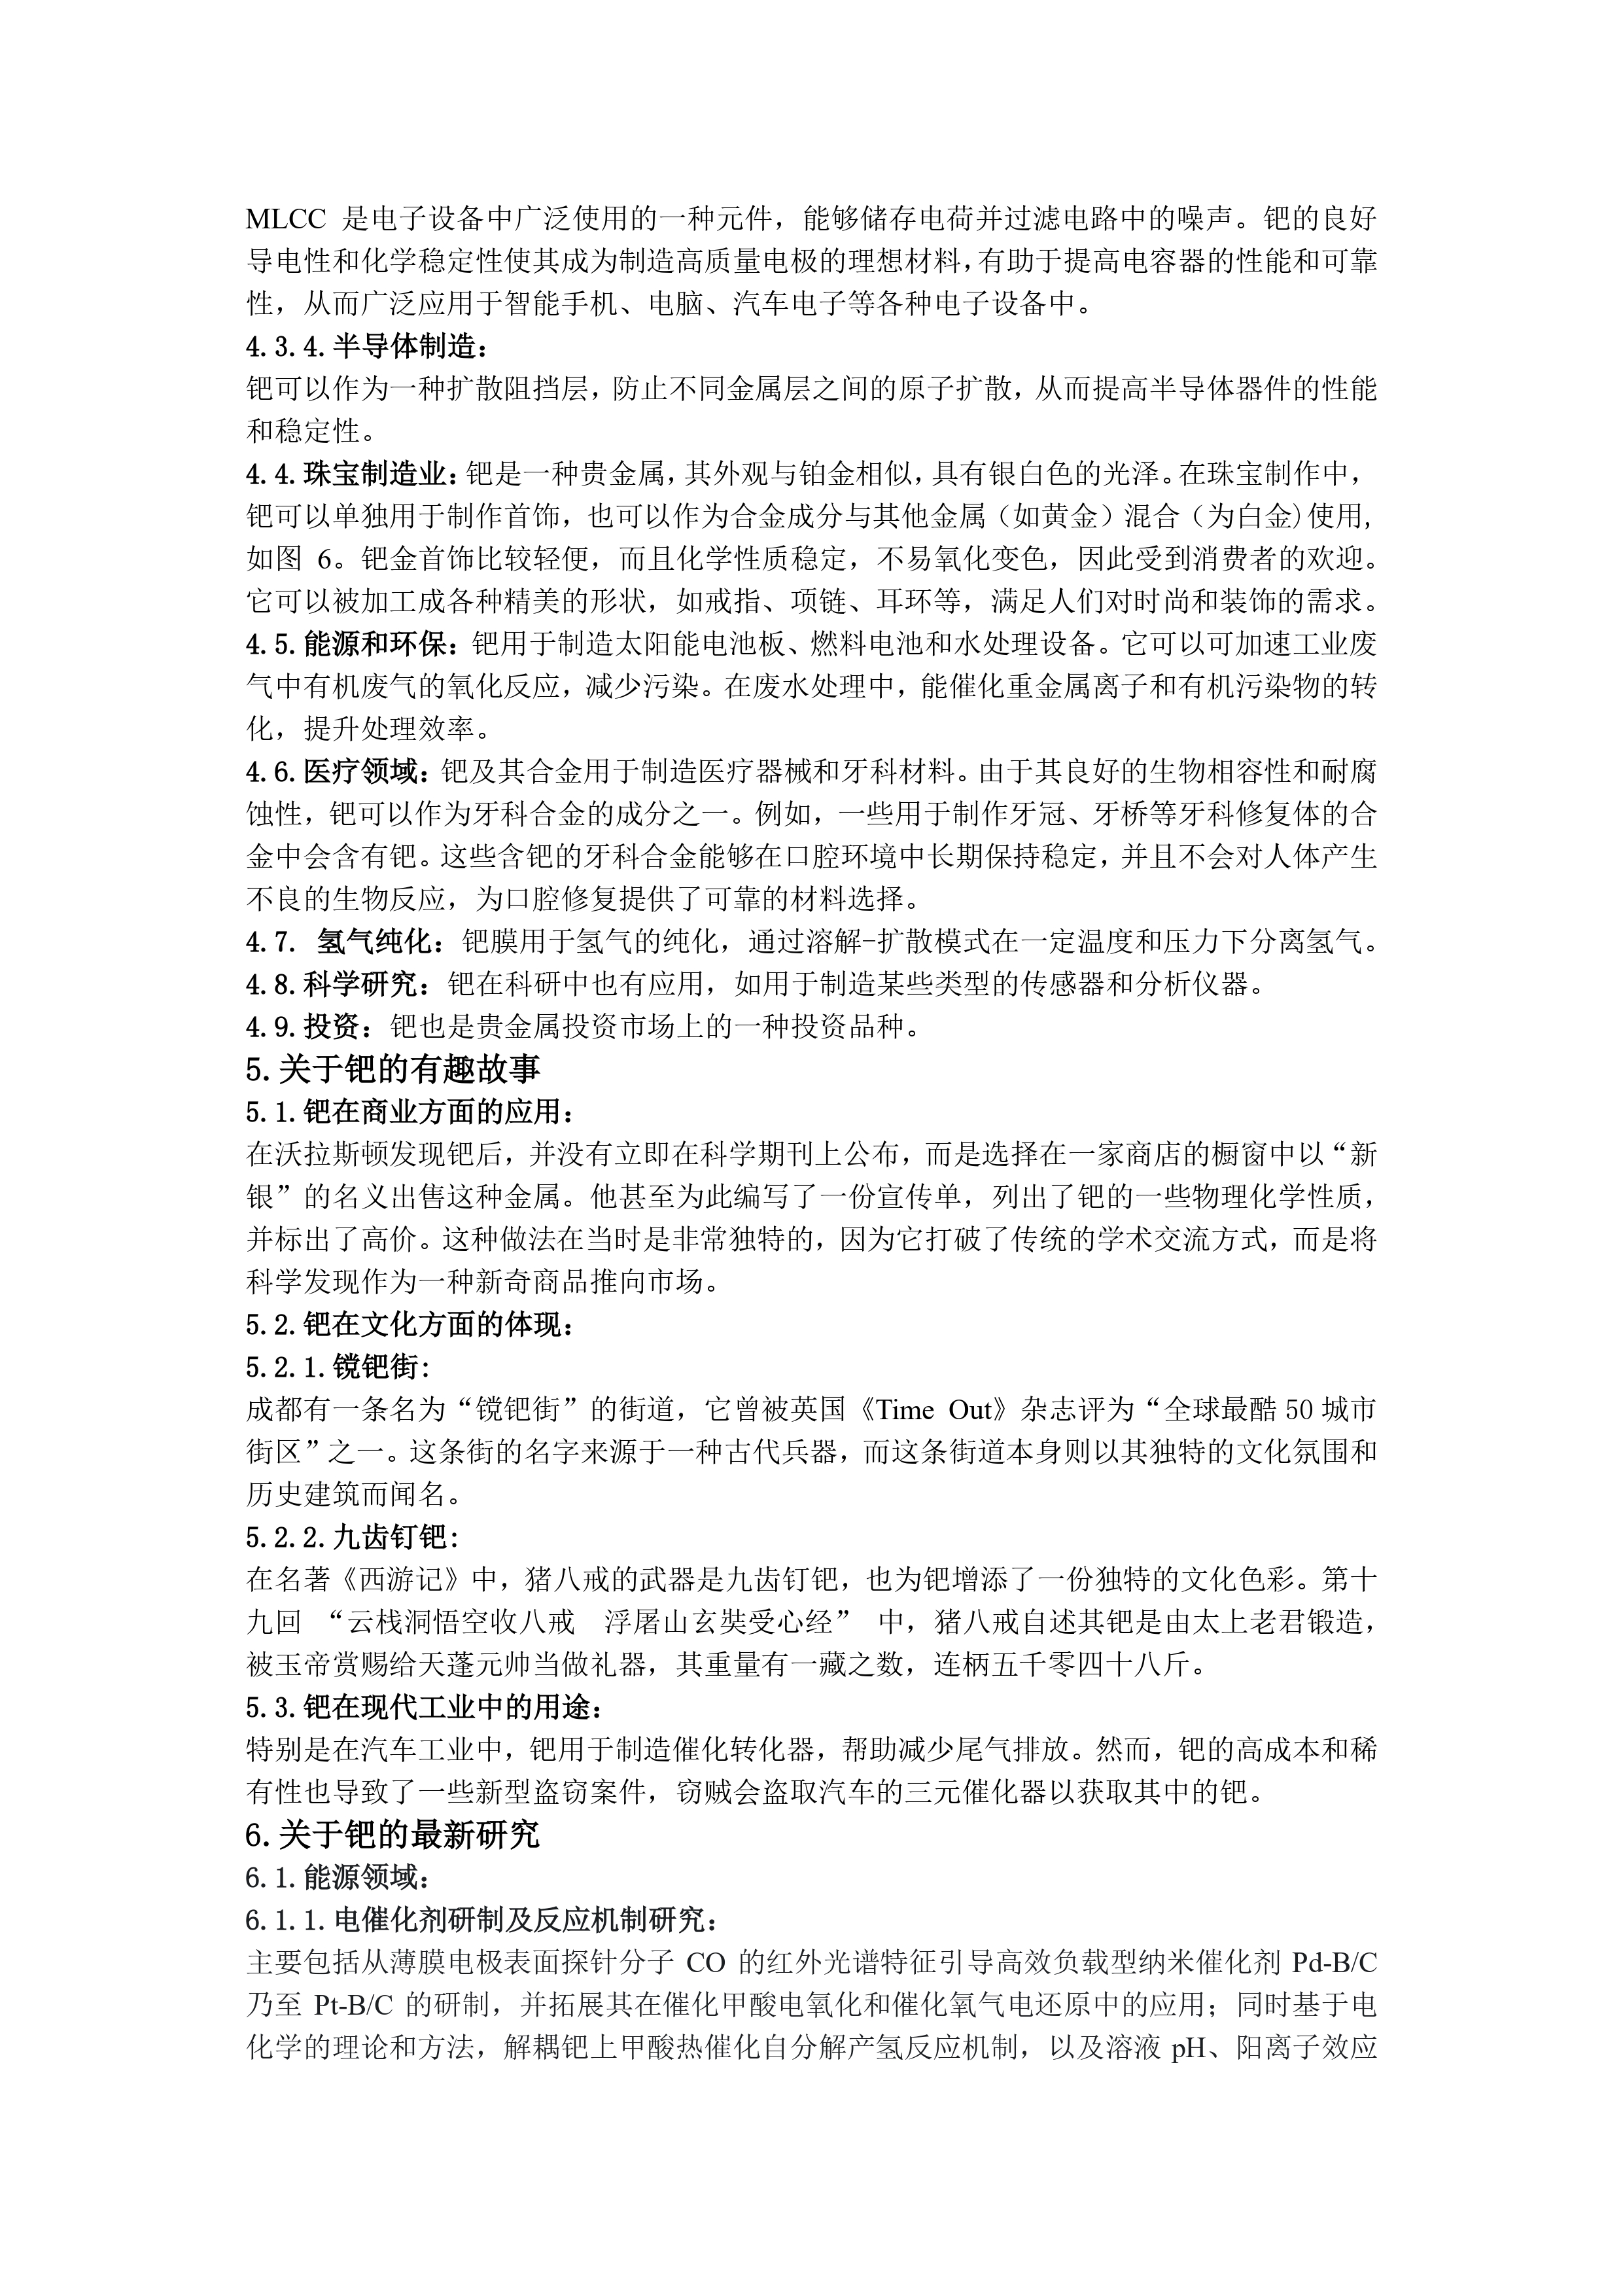 MLCC 是电子设备中广泛使用的一种元件，能够储存电荷并过滤电路中的噪声。钯的良好
导电性和化学稳定性使其成为制造高质量电极的理想材料，有助于提高电容器的性能和可靠
性，从而广泛应用于智能手机、电脑、汽车电子等各种电子设备中。
4.3.4.半导体制造：
钯可以作为一种扩散阻挡层，防止不同金属层之间的原子扩散，从而提高半导体器件的性能
和稳定性。
4.4.珠宝制造业：钯是一种贵金属，其外观与铂金相似，具有银白色的光泽。在珠宝制作中，
钯可以单独用于制作首饰，也可以作为合金成分与其他金属（如黄金）混合（为白金)使用，
如图 6。钯金首饰比较轻便，而且化学性质稳定，不易氧化变色，因此受到消费者的欢迎。
它可以被加工成各种精美的形状，如戒指、项链、耳环等，满足人们对时尚和装饰的需求。
4.5.能源和环保：钯用于制造太阳能电池板、燃料电池和水处理设备。它可以可加速工业废
气中有机废气的氧化反应，减少污染。在废水处理中，能催化重金属离子和有机污染物的转
化，提升处理效率。
4.6.医疗领域：钯及其合金用于制造医疗器械和牙科材料。由于其良好的生物相容性和耐腐
蚀性，钯可以作为牙科合金的成分之一。例如，一些用于制作牙冠、牙桥等牙科修复体的合
金中会含有钯。这些含钯的牙科合金能够在口腔环境中长期保持稳定，并且不会对人体产生
不良的生物反应，为口腔修复提供了可靠的材料选择。
4.7. 氢气纯化：钯膜用于氢气的纯化，通过溶解-扩散模式在一定温度和压力下分离氢气。
4.8.科学研究：钯在科研中也有应用，如用于制造某些类型的传感器和分析仪器。
4.9.投资：钯也是贵金属投资市场上的一种投资品种。
5.关于钯的有趣故事
5.1.钯在商业方面的应用：
在沃拉斯顿发现钯后，并没有立即在科学期刊上公布，而是选择在一家商店的橱窗中以“新
银”的名义出售这种金属。他甚至为此编写了一份宣传单，列出了钯的一些物理化学性质，
并标出了高价。这种做法在当时是非常独特的，因为它打破了传统的学术交流方式，而是将
科学发现作为一种新奇商品推向市场。
5.2.钯在文化方面的体现：
5.2.1.镋钯街:
成都有一条名为“镋钯街”的街道，它曾被英国《Time Out》杂志评为“全球最酷 50 城市
街区”之一。这条街的名字来源于一种古代兵器，而这条街道本身则以其独特的文化氛围和
历史建筑而闻名。
5.2.2.九齿钉钯:
在名著《西游记》中，猪八戒的武器是九齿钉钯，也为钯增添了一份独特的文化色彩。第十
九回 “云栈洞悟空收八戒　浮屠山玄奘受心经” 中，猪八戒自述其钯是由太上老君锻造，
被玉帝赏赐给天蓬元帅当做礼器，其重量有一藏之数，连柄五千零四十八斤。
5.3.钯在现代工业中的用途：
特别是在汽车工业中，钯用于制造催化转化器，帮助减少尾气排放。然而，钯的高成本和稀
有性也导致了一些新型盗窃案件，窃贼会盗取汽车的三元催化器以获取其中的钯。
6.关于钯的最新研究
6.1.能源领域：
6.1.1.电催化剂研制及反应机制研究：
主要包括从薄膜电极表面探针分子 CO 的红外光谱特征引导高效负载型纳米催化剂 Pd-B/C
乃至 Pt-B/C 的研制，并拓展其在催化甲酸电氧化和催化氧气电还原中的应用；同时基于电
化学的理论和方法，解耦钯上甲酸热催化自分解产氢反应机制，以及溶液 pH、阳离子效应